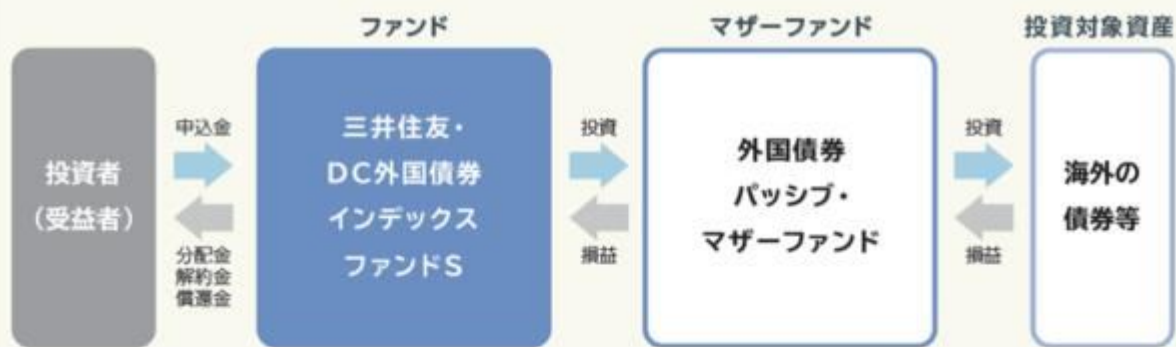 ファンド
マザーファンド
投資対象資産
投資者
(受益者)
申込金
分配金
解約金
償還金
三井住友・
DC外国債券
インデックス
ファンドS
投資
損益
外国債券
パッシブ・
マザーファンド
投資
損益
海外の
債券等